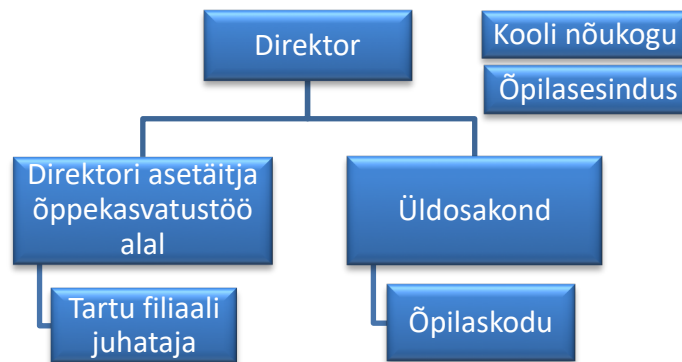 Direktor
Kooli nõukogu
Õpilasesindus
Direktori asetäitja
õppekasvatustöö
alal
Üldosakond
Tartu filiaali
juhataja
Õpilaskodu